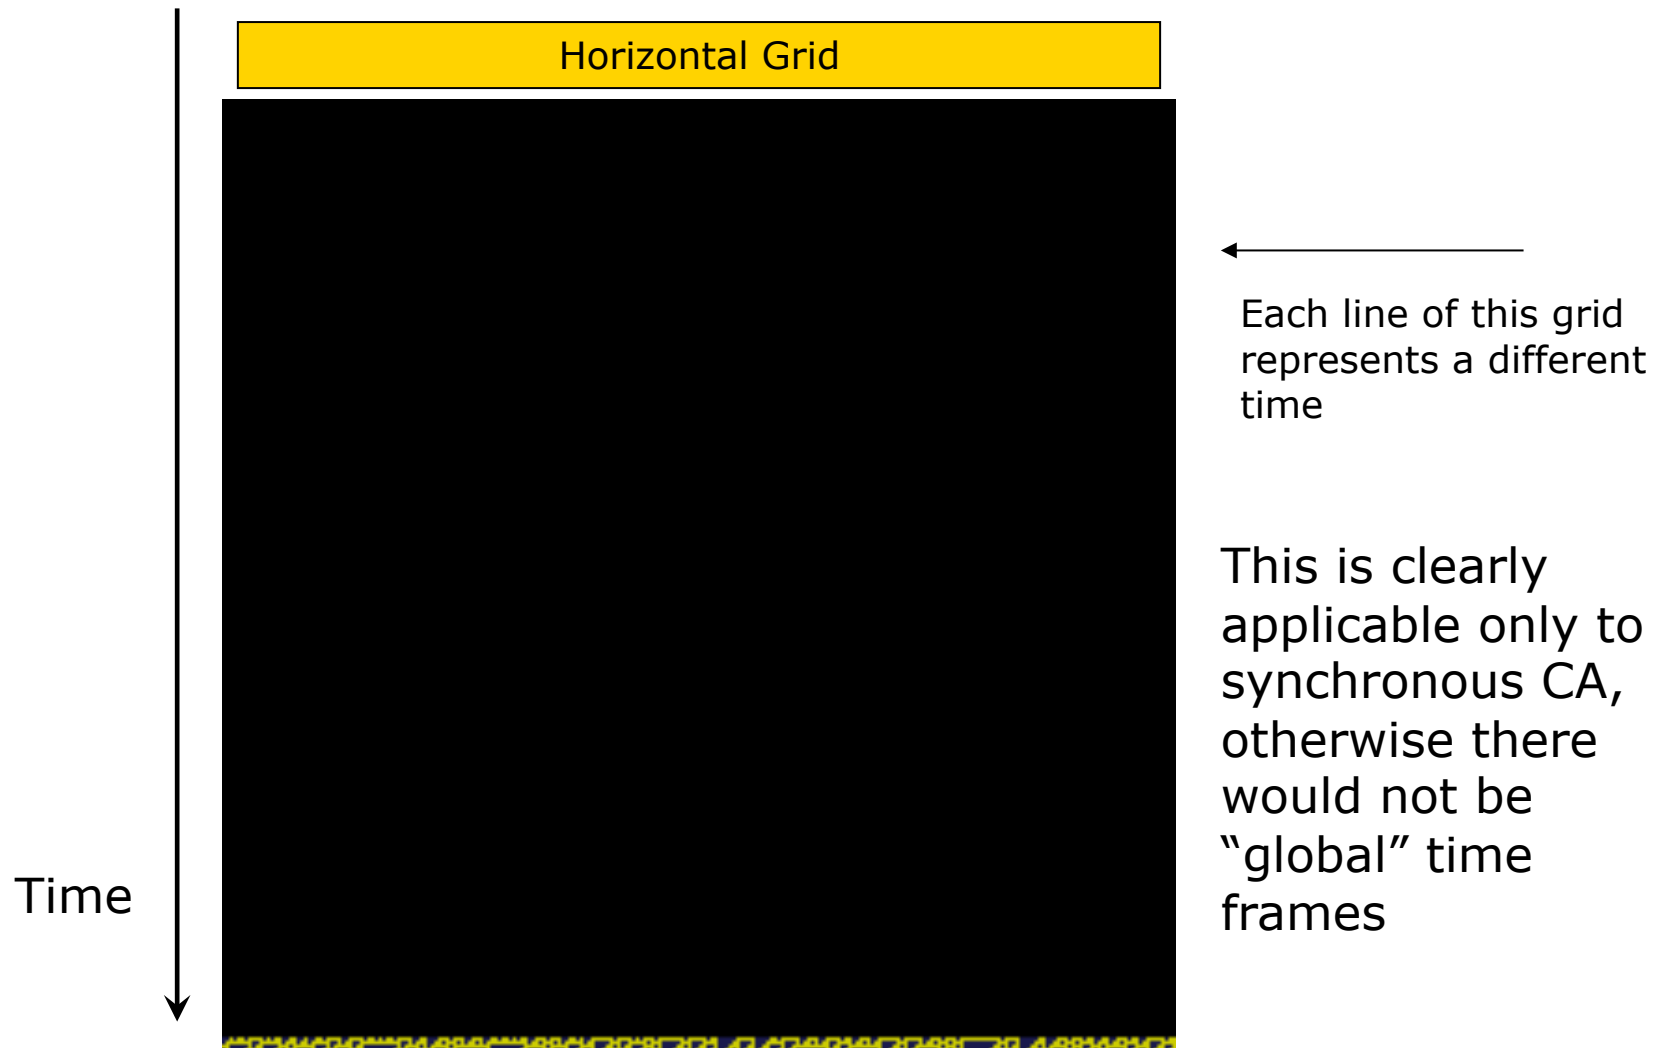 Horizontal Grid
Each line of this grid
represents a different
time
This is clearly
applicable only to
synchronous CA,
otherwise there
would not be
“global” time
frames
Time